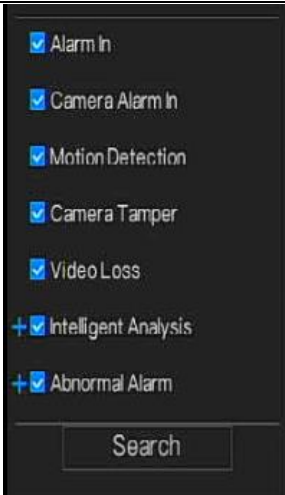 Alarm In
Camera Alarm In
Motion Detection
Camera Tamper
Video Loss
Intelligent Analysis
Abnormal Alarm
Search